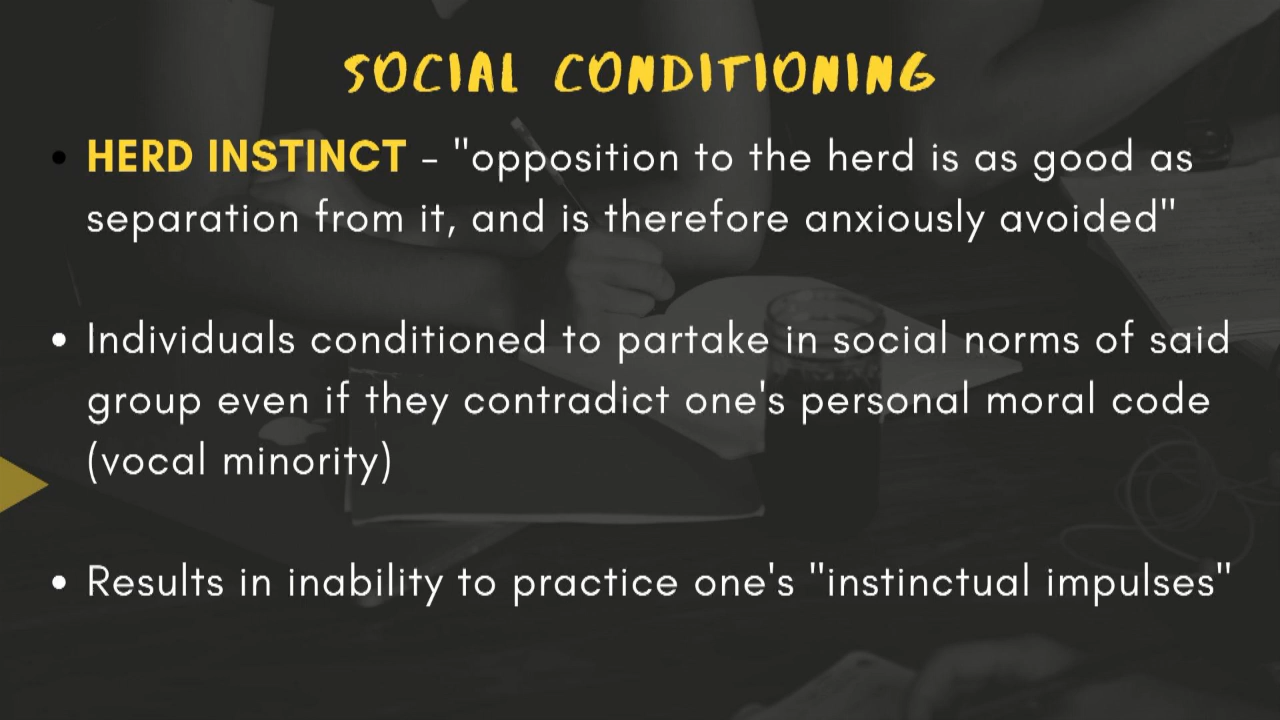 SOCIAL CONDITIONING
• HERD INSTINCT - "opposition to the herd is as good as
separation from it, and is therefore anxiously avoided"
• Individuals conditioned to partake in social norms of said
group even if they contradict one's personal moral code
(vocal minority)
• Results in inability to practice one's "instinctual impulses"